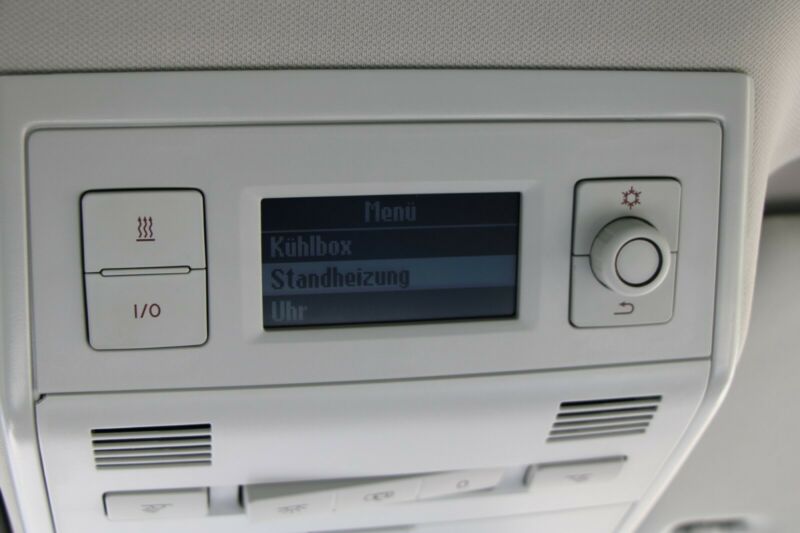 Menü
Kühlbox
Standheizung
Uhr
I/O